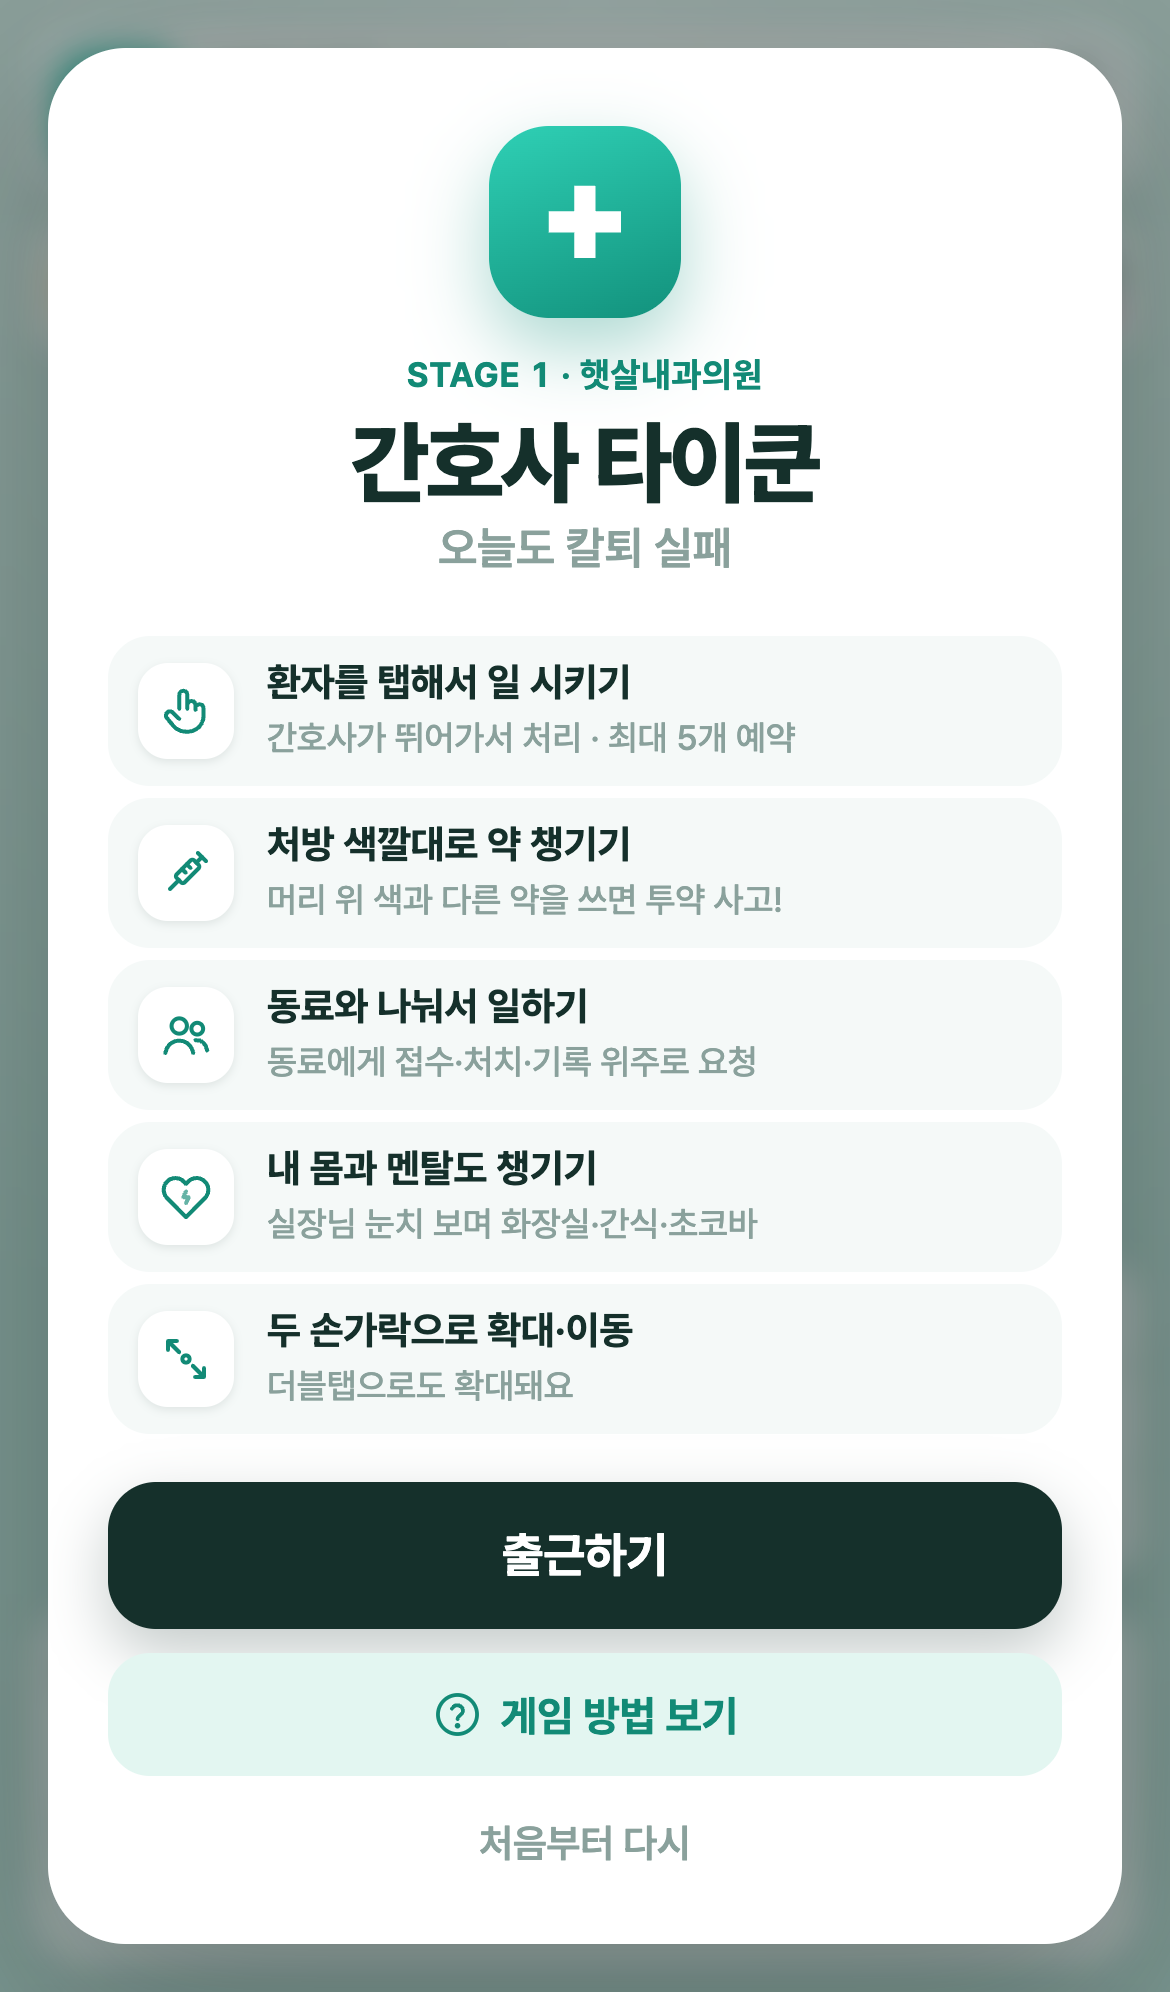 STAGE 1 · 햇살내과의원
간호사 타이쿤
오늘도 칼퇴 실패
환자를 탭해서 일 시키기
간호사가 뛰어가서 처리 · 최대 5개 예약
처방 색깔대로 약 챙기기
머리 위 색과 다른 약을 쓰면 투약 사고!
동료와 나눠서 일하기
동료에게 접수·처치·기록 위주로 요청
내 몸과 멘탈도 챙기기
실장님 눈치 보며 화장실·간식·초코바
두 손가락으로 확대·이동
더블탭으로도 확대돼요
출근하기
게임 방법 보기
처음부터 다시